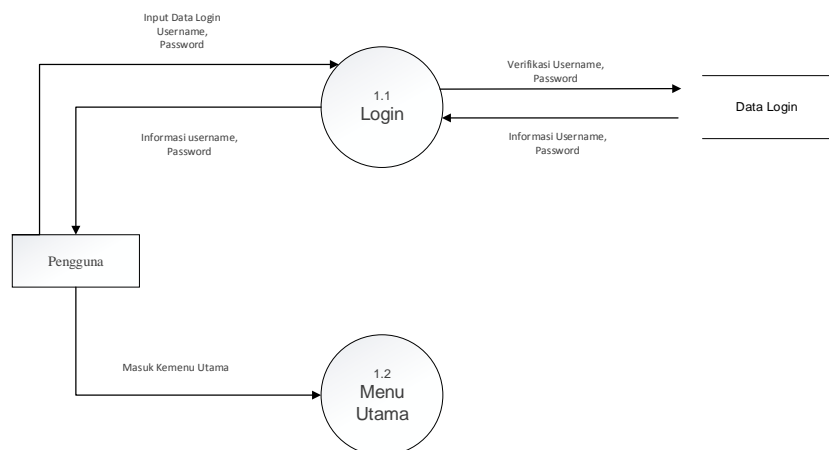 Input Data Login
Username,
Password
1.1
Login
Verifikasi Username,
Password
Data Login
Informasi username,
Password
Informasi Username,
Password
Pengguna
Masuk Kemenu Utama
1.2
Menu
Utama